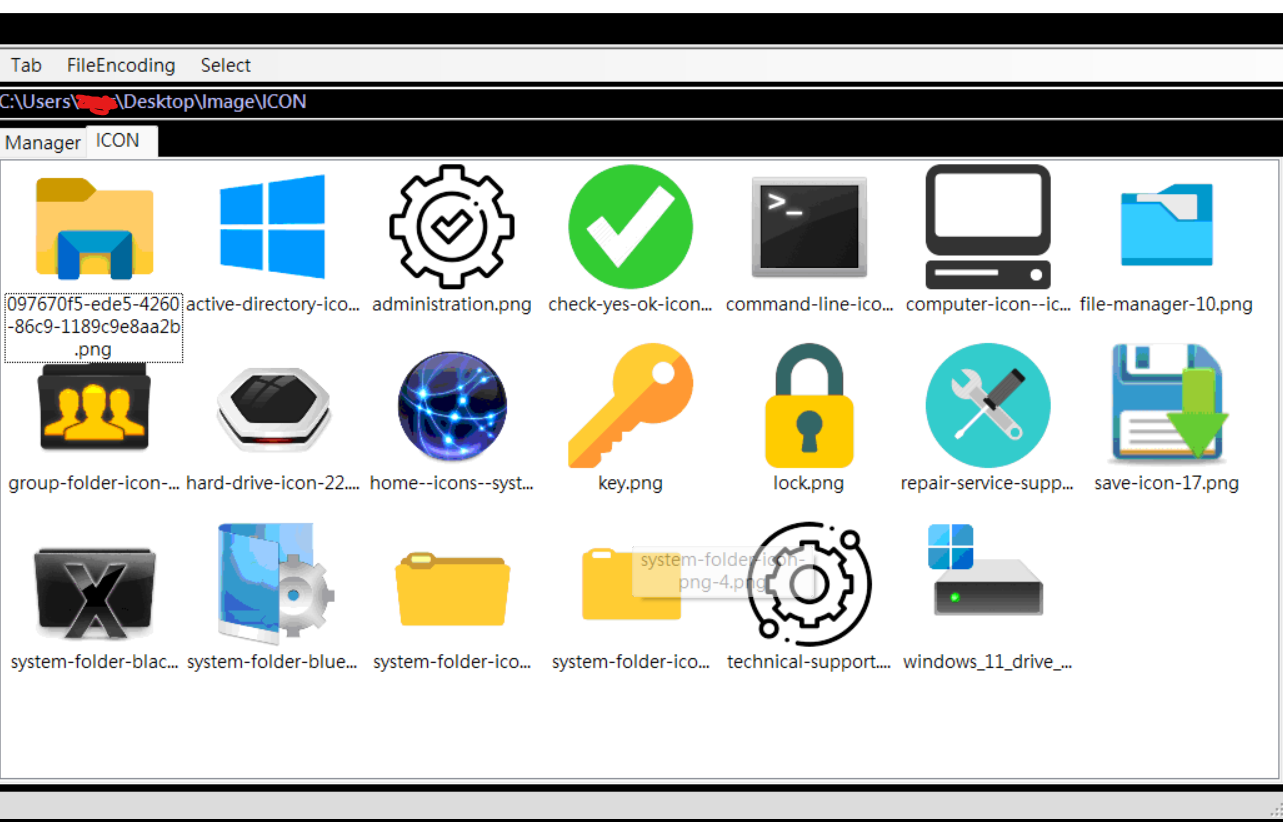 Tab FileEncoding Select
C:\Users\ \Desktop\Image\ICON
Manager ICON
>_
097670f5-ede5-4260
-86c9-1189c9e8aa2b
.png
active-directory-ico...
administration.png
check-yes-ok-icon...
command-line-ico...
computer-icon--ic...
file-manager-10.png
group-folder-icon-...
hard-drive-icon-22....
home--icons--syst...
key.png
lock.png
repair-service-supp...
save-icon-17.png
system-folder-icon-
png-4.png
system-folder-blac...
system-folder-blue...
system-folder-ico...
system-folder-ico...
technical-support....
windows_11_drive_...